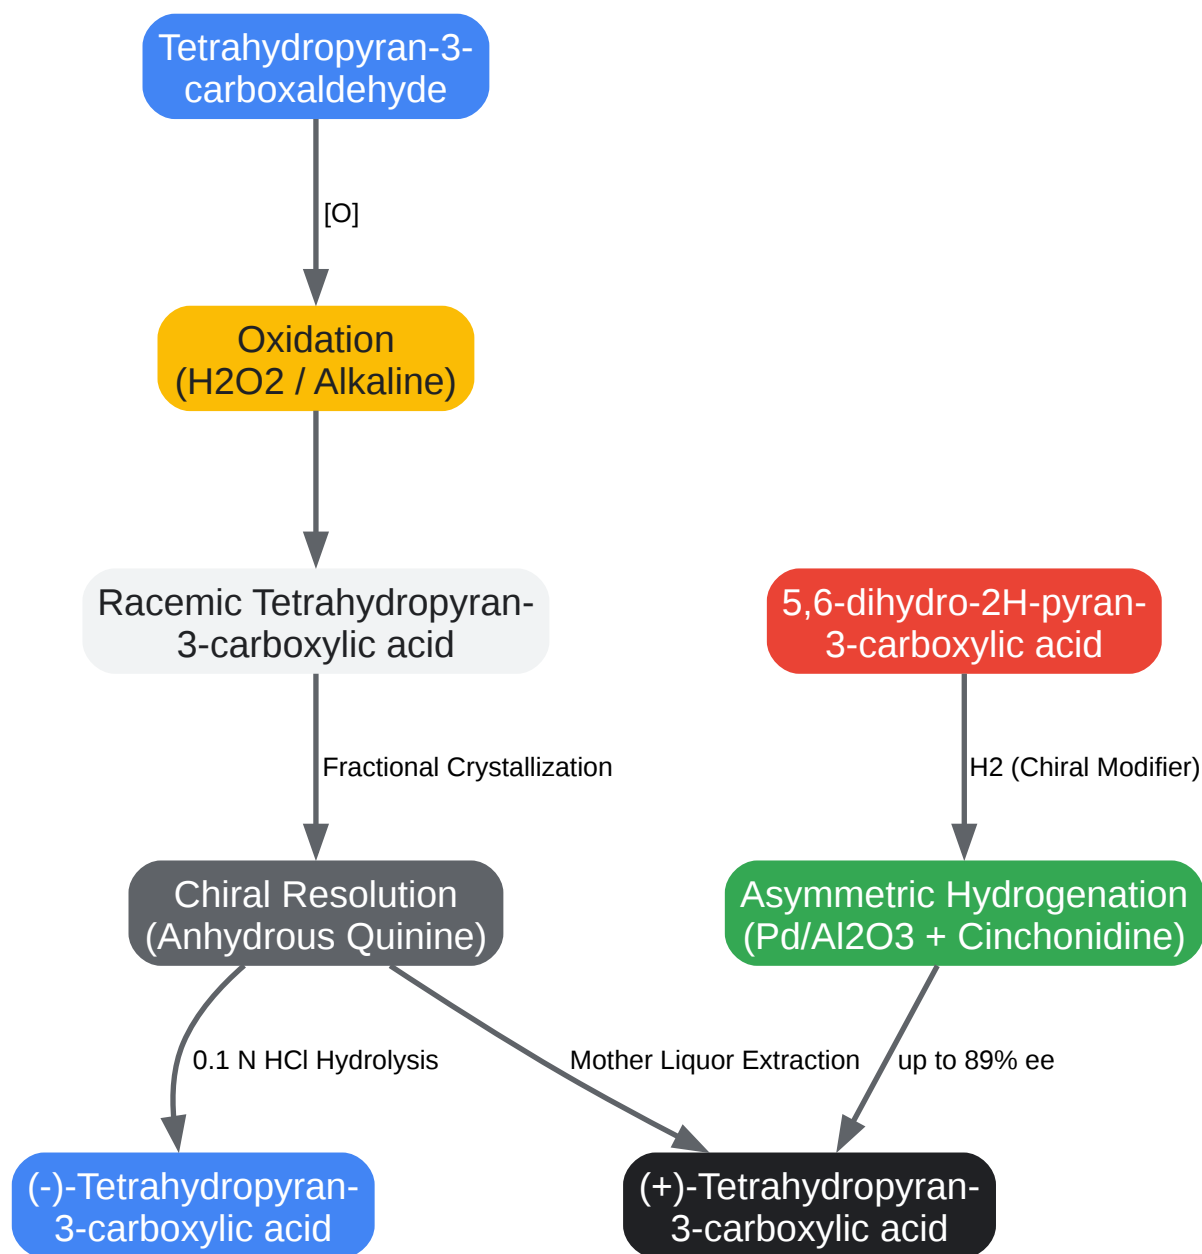 Tetrahydropyran-3-
carboxaldehyde
[O]
Oxidation
(H2O2 / Alkaline)
Racemic Tetrahydropyran-
3-carboxylic acid
5,6-dihydro-2H-pyran-
3-carboxylic acid
Fractional Crystallization
H2 (Chiral Modifier)
Chiral Resolution
(Anhydrous Quinine)
Asymmetric Hydrogenation
(Pd/Al2O3 + Cinchonidine)
0.1 N HCl Hydrolysis
Mother Liquor Extraction
up to 89% ee
(-)-Tetrahydropyran-
3-carboxylic acid
(+)-Tetrahydropyran-
3-carboxylic acid